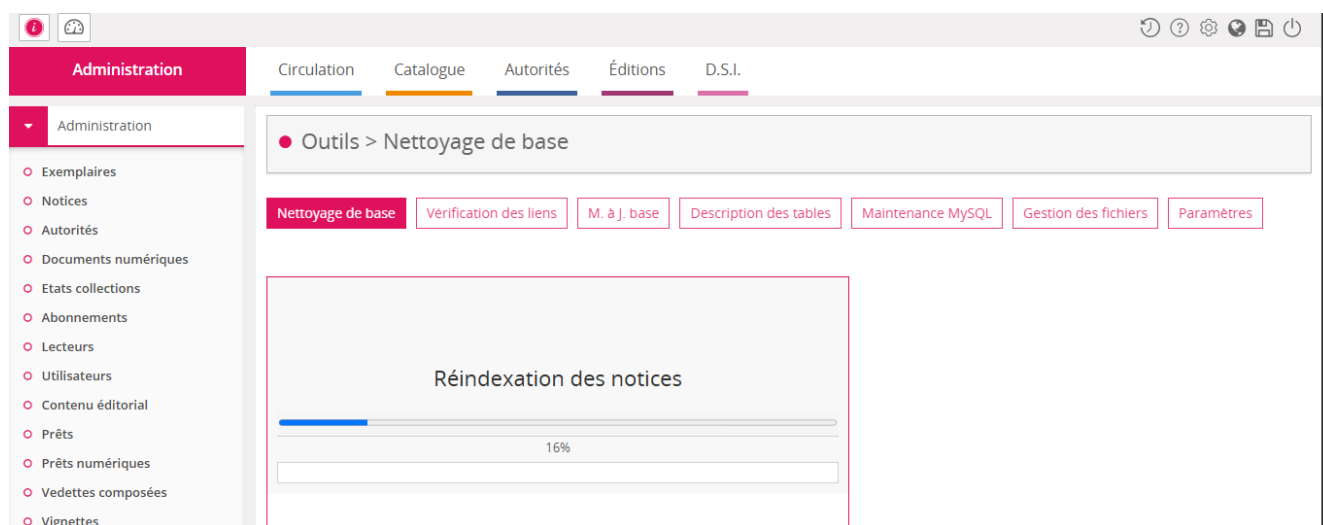 Administration Circulation Catalogue Autorités Éditions D.S.I.
Administration
Outils > Nettoyage de base
Exemplaires
Notices
Autorités
Documents numériques
Etats collections
Abonnements
Lecteurs
Utilisateurs
Contenu éditorial
Prêts
Prêts numériques
Vedettes composées
Vignettes
Nettoyage de base Vérification des liens M. à J. base Description des tables Maintenance MySQL Gestion des fichiers Paramètres
Réindexation des notices
16%